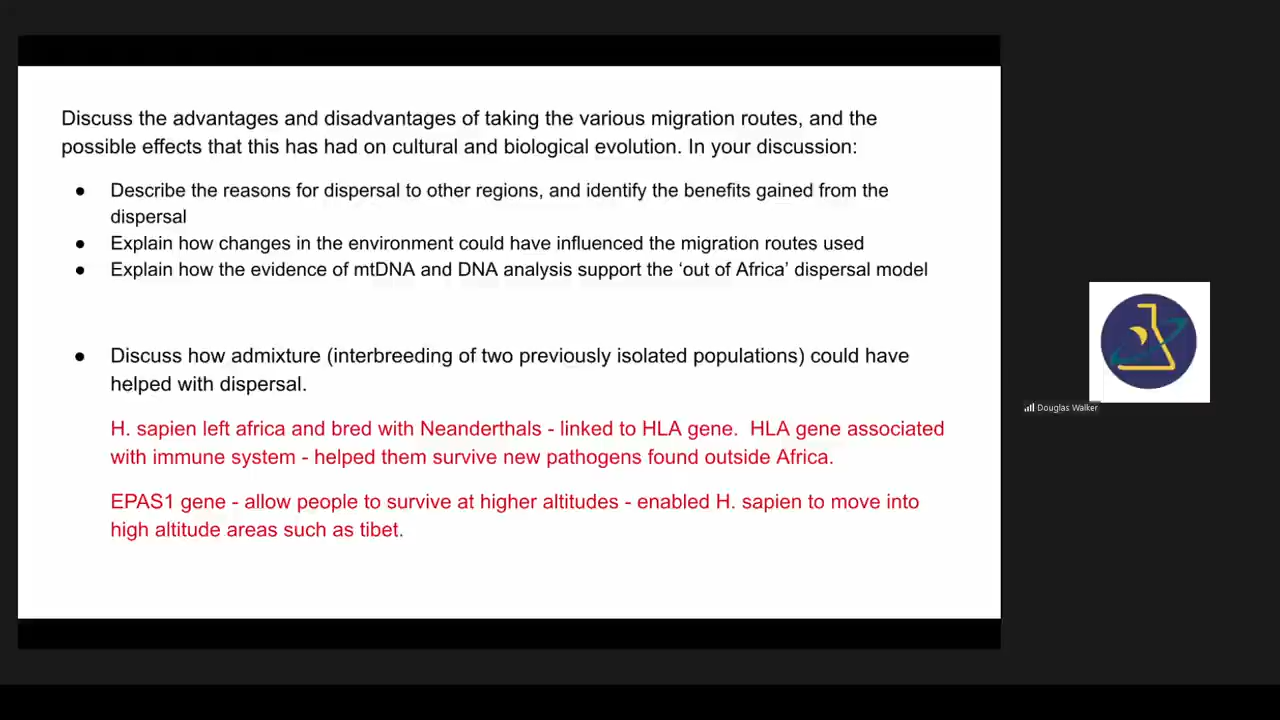 Discuss the advantages and disadvantages of taking the various migration routes, and the
possible effects that this has had on cultural and biological evolution. In your discussion:
● Describe the reasons for dispersal to other regions, and identify the benefits gained from the
dispersal
● Explain how changes in the environment could have influenced the migration routes used
● Explain how the evidence of mtDNA and DNA analysis support the ‘out of Africa’ dispersal model
● Discuss how admixture (interbreeding of two previously isolated populations) could have
helped with dispersal.
H. sapien left africa and bred with Neanderthals - linked to HLA gene.  HLA gene associated
with immune system - helped them survive new pathogens found outside Africa.
EPAS1 gene - allow people to survive at higher altitudes - enabled H. sapien to move into
high altitude areas such as tibet.
Douglas Walker